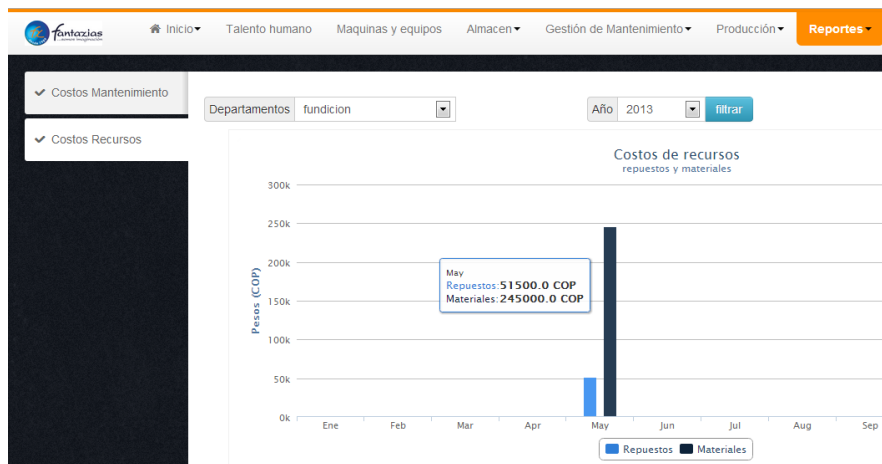 fantazias
Inicio Talento humano Maquinas y equipos Almacen Gestión de Mantenimiento Producción Reportes
Costos Mantenimiento
Costos Recursos
Departamentos fundicion Año 2013 filtrar
Costos de recursos
repuestos y materiales
Pesos (COP)
300k
250k
200k
150k
100k
50k
0k
May
Repuestos:51500.0 COP
Materiales:245000.0 COP
Ene Feb Mar Apr May Jun Jul Aug Sep
Repuestos Materiales